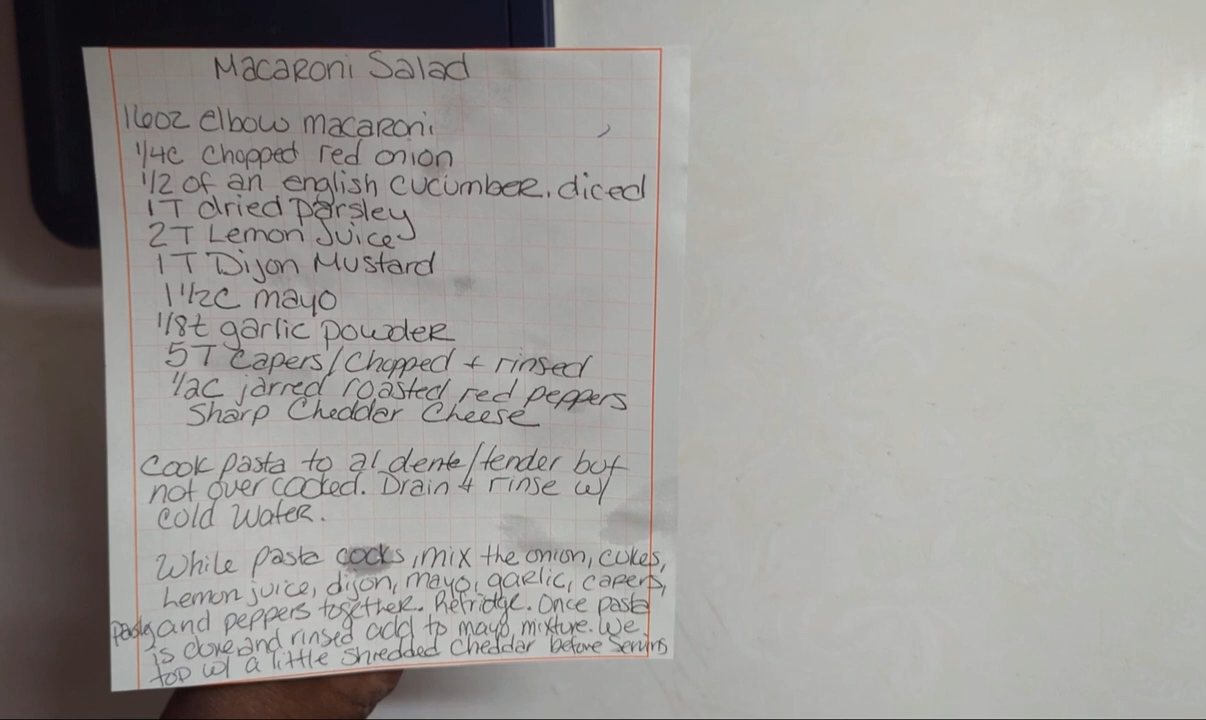 Macaroni Salad
16oz elbow macaroni
1/4c chopped red onion
1/2 of an english cucumber, diced
1T dried parsley
2T Lemon Juice
1T Dijon Mustard
1 1/2c mayo
1/8t garlic powder
5T capers/chopped + rinsed
1/2c jarred roasted red peppers
Sharp Cheddar Cheese
Cook pasta to al dente/tender but
not over cooked. Drain + rinse w/
cold water.
While pasta cooks, mix the onion, cukes,
Lemon juice, dijon, mayo, garlic, capers,
parsley and peppers together. Refridge. Once pasta
is done and rinsed add to mayo mixture. We
top w/ a little shredded cheddar before serving